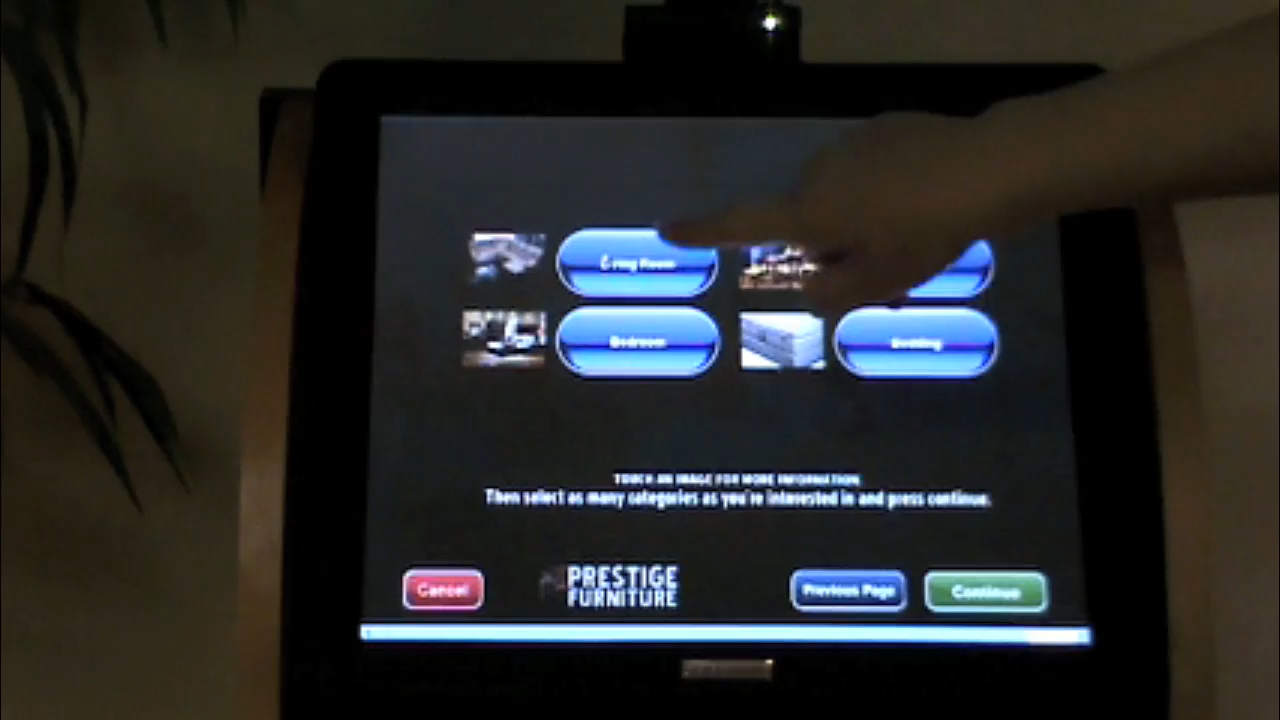 Living Room
Bedroom
Bedding
TOUCH AN IMAGE FOR MORE INFORMATION
Then select as many categories as you're interested in and press continue.
Cancel
PRESTIGE
FURNITURE
Previous Page
Continue